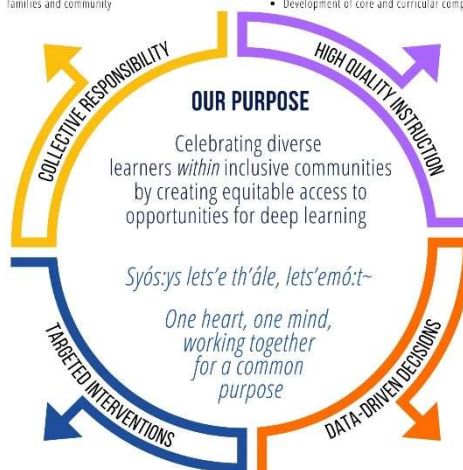 families and community
• Development of core and curricular comp
COLLECTIVE RESPONSIBILITY
HIGH QUALITY INSTRUCTION
OUR PURPOSE
Celebrating diverse
learners within inclusive communities
by creating equitable access to
opportunities for deep learning
Syós:ys lets'e th'ále, lets'emó:t~
One heart, one mind,
working together
for a common
purpose
TARGETED INTERVENTIONS
DATA-DRIVEN DECISIONS